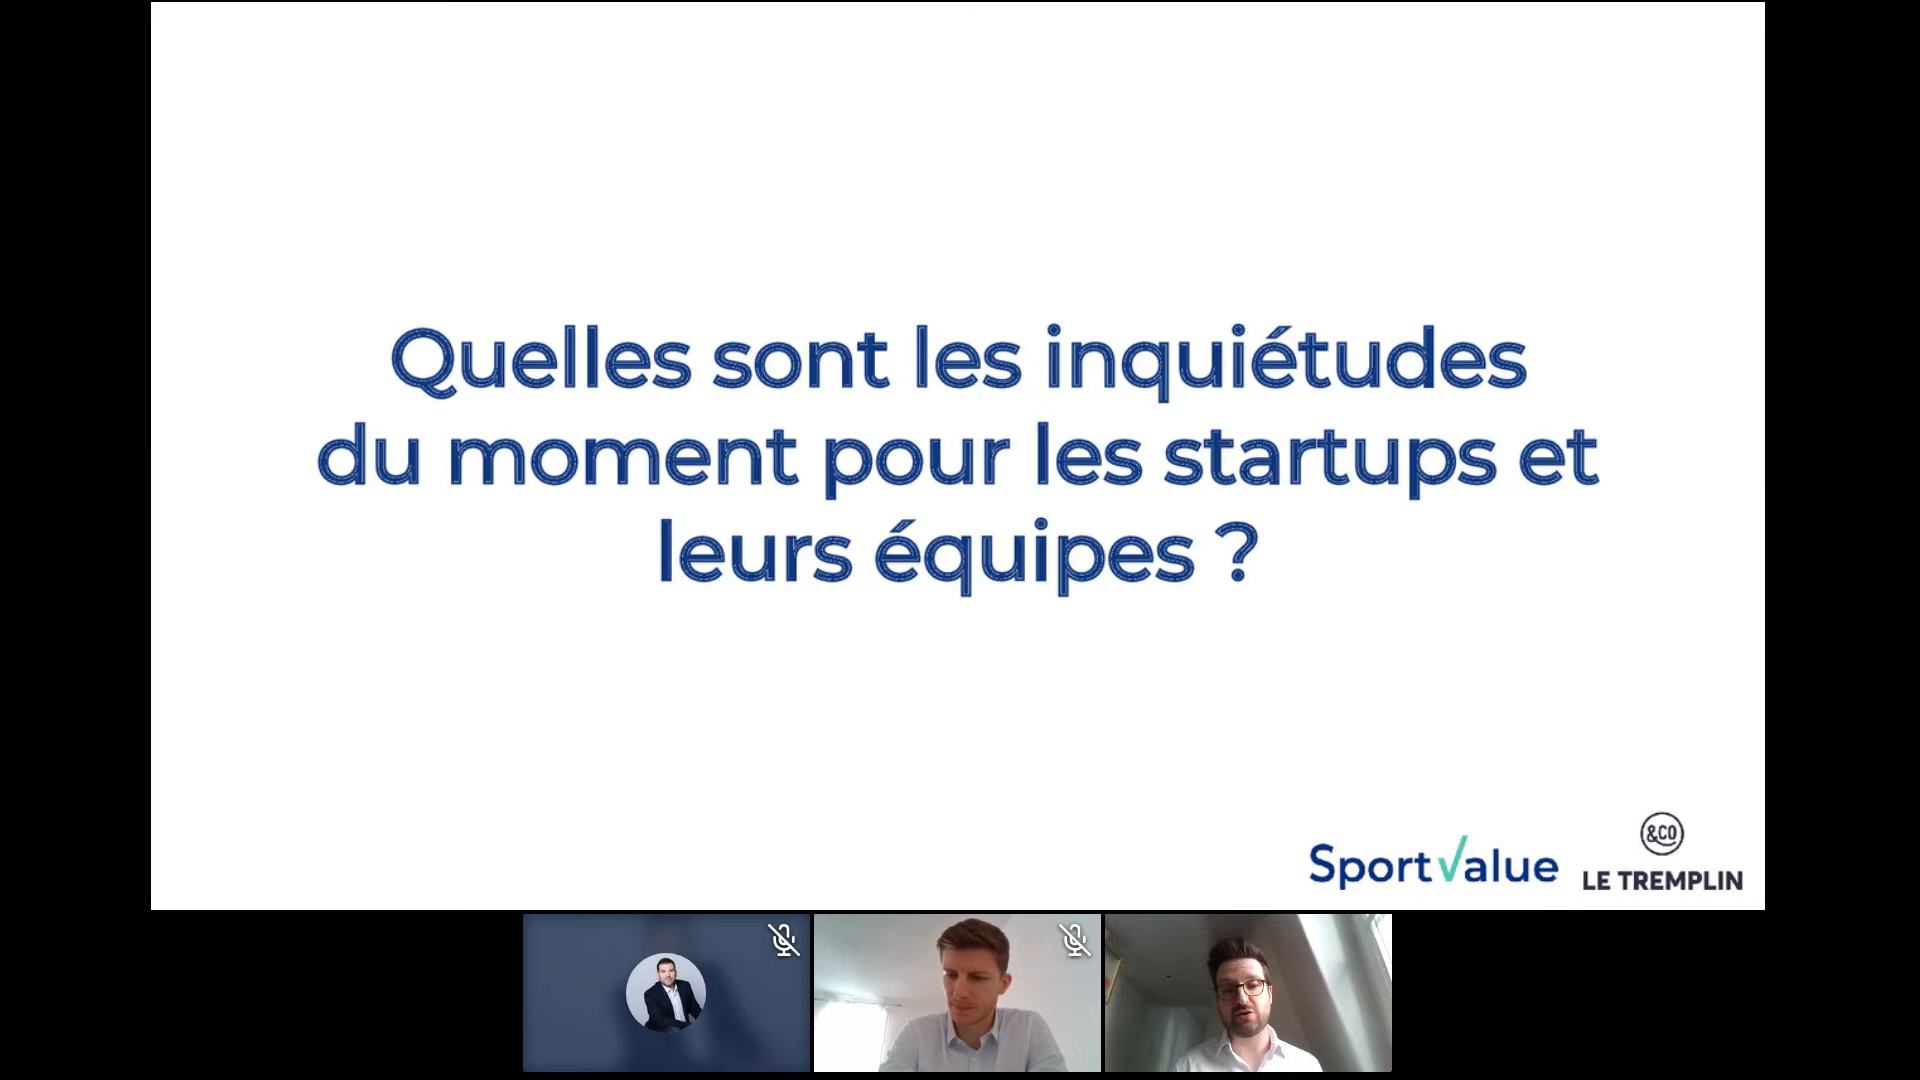 Quelles sont les inquiétudes
du moment pour les startups et
leurs équipes ?
SportValue
&CO
LE TREMPLIN